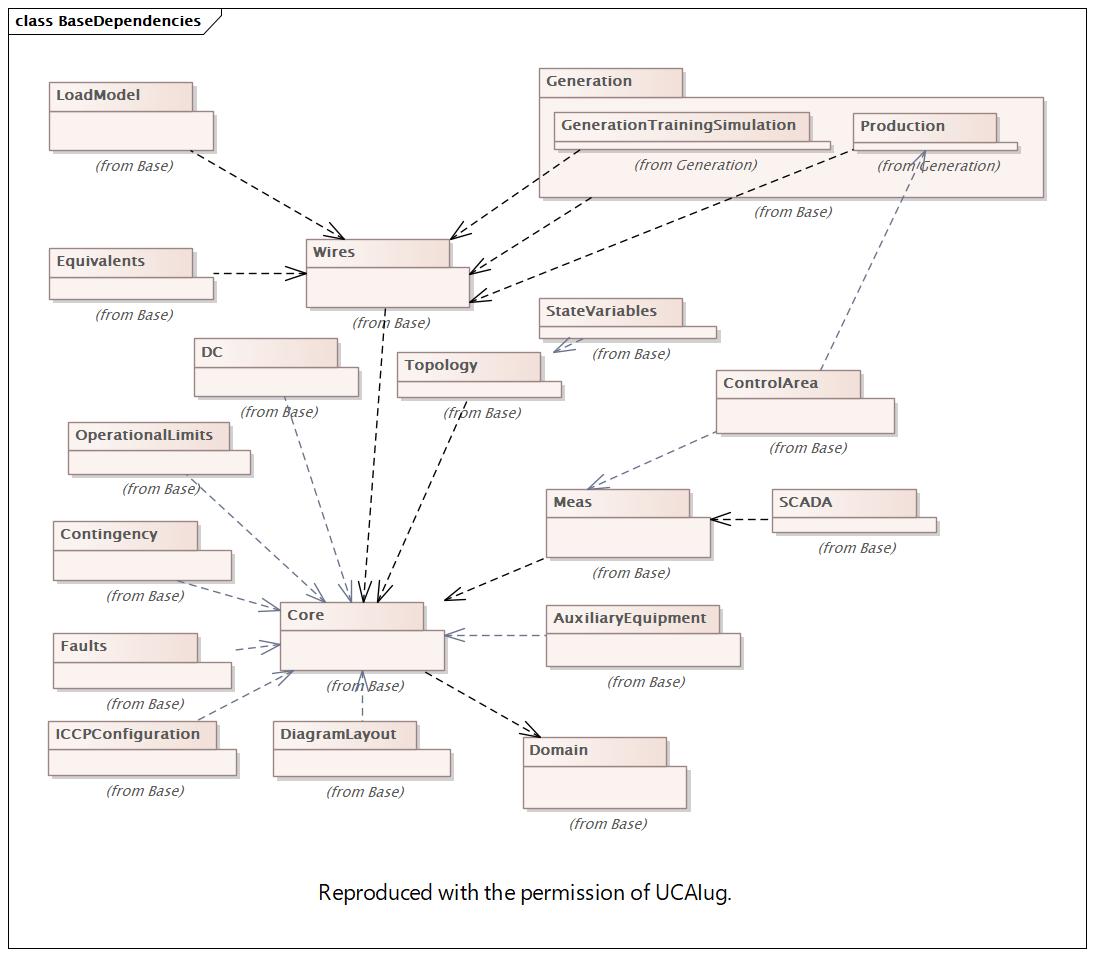 class BaseDependencies
LoadModel
(from Base)
Generation
GenerationTrainingSimulation
(from Generation)
Production
(from Generation)
(from Base)
Equivalents
(from Base)
Wires
(from Base)
StateVariables
(from Base)
DC
(from Base)
Topology
(from Base)
ControlArea
(from Base)
OperationalLimits
(from Base)
Meas
(from Base)
SCADA
(from Base)
Contingency
(from Base)
Core
(from Base)
AuxiliaryEquipment
(from Base)
Faults
(from Base)
ICCPConfiguration
(from Base)
DiagramLayout
(from Base)
Domain
(from Base)
Reproduced with the permission of UCAIug.